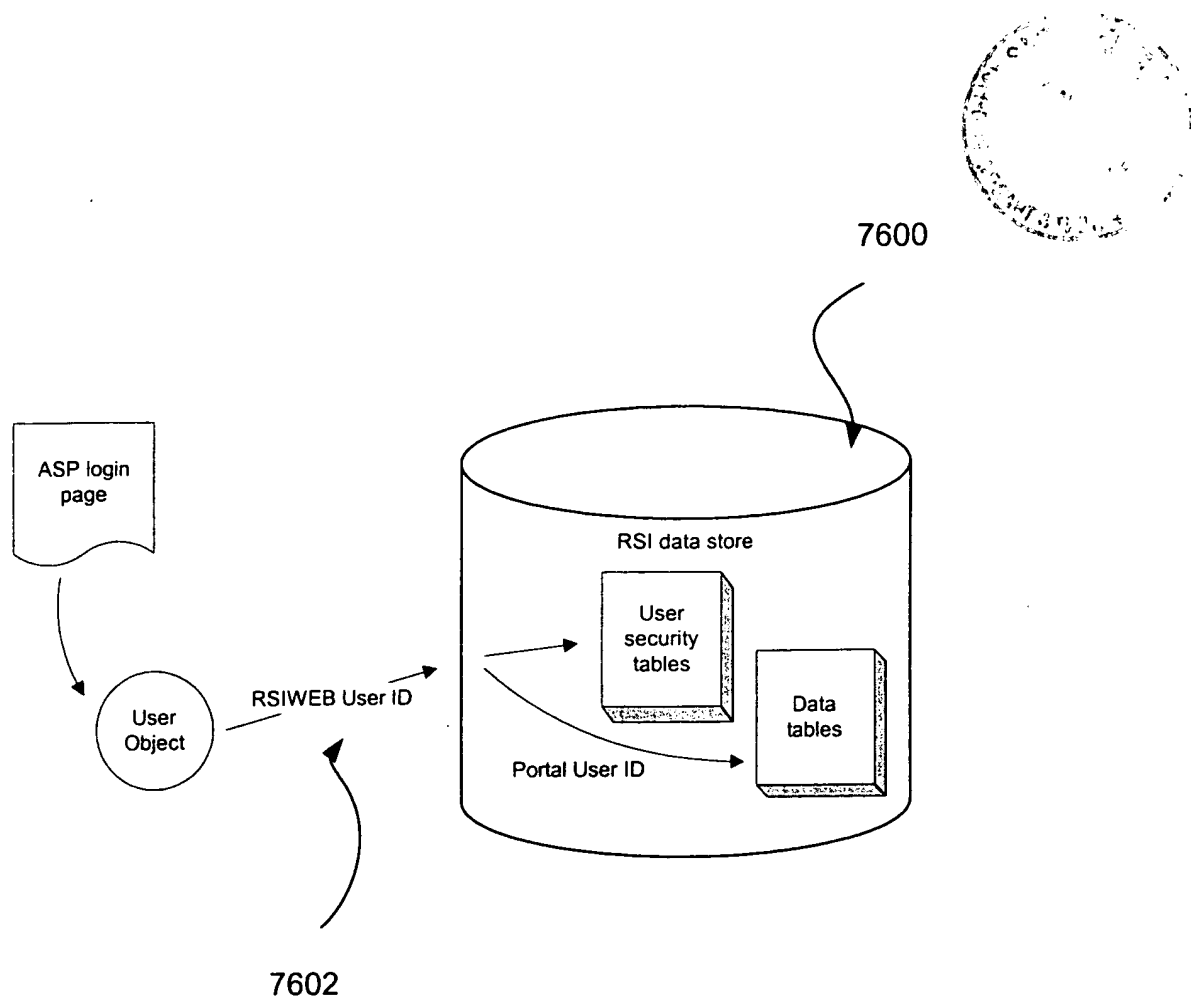 7600
ASP login
page
RSI data store
User
security
tables
RSIWEB User ID
User
Object
Data
tables
Portal User ID
7602